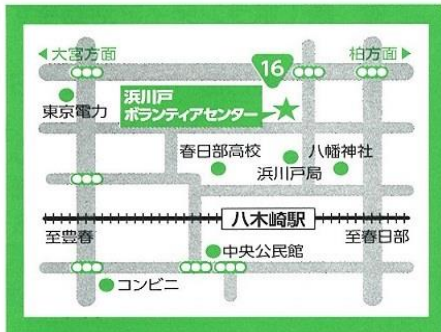 ◀大宮方面
柏方面▶
16
東京電力
浜川戸
ボランティアセンター
春日部高校
八幡神社
浜川戸局
八木崎駅
至豊春
至春日部
中央公民館
コンビニ